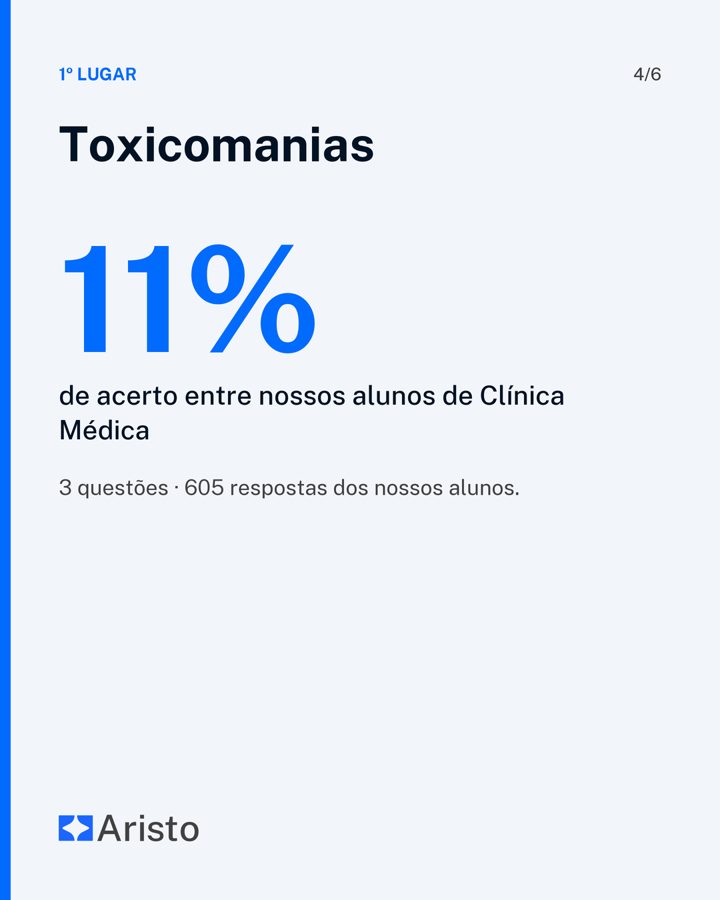 1º LUGAR
4/6
Toxicomanias
11%
de acerto entre nossos alunos de Clínica
Médica
3 questões · 605 respostas dos nossos alunos.
Aristo